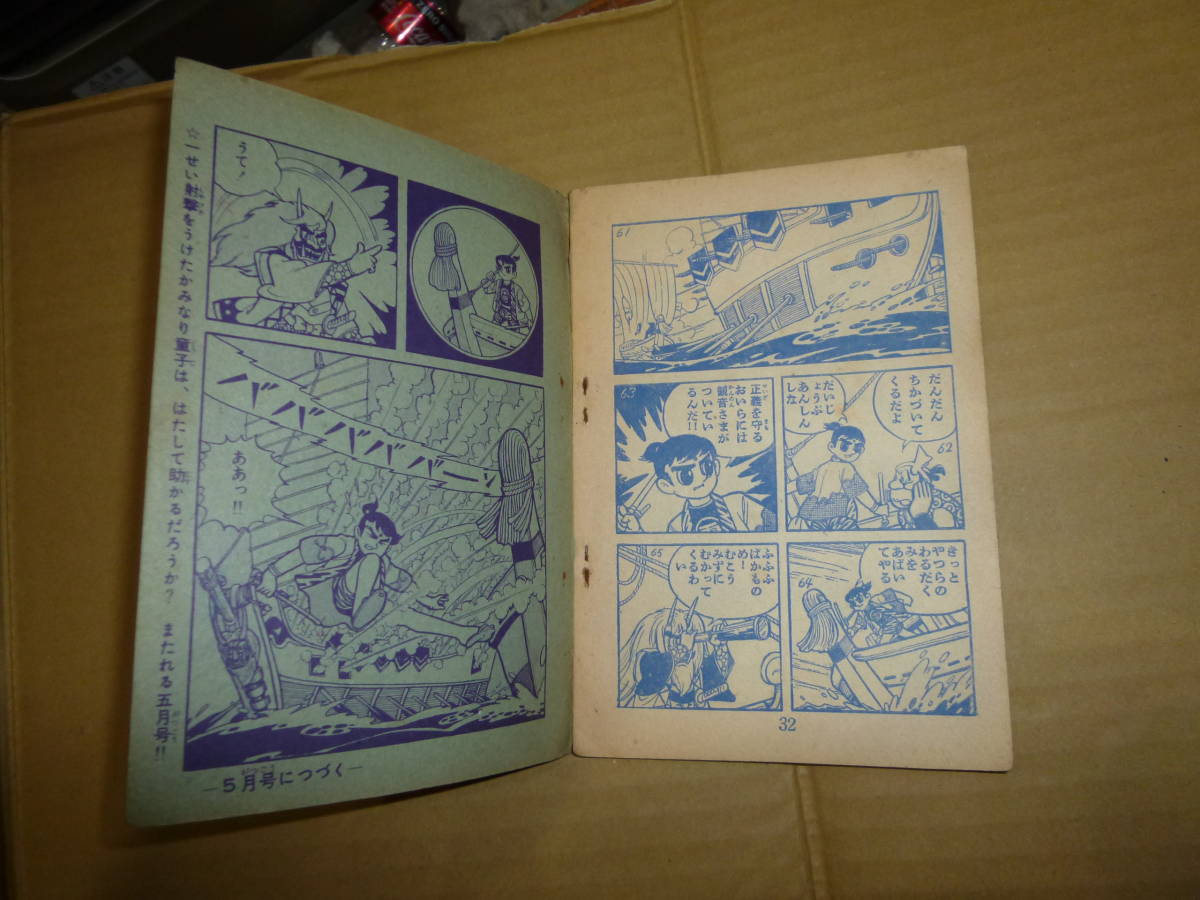 61
62
だんだん
ちかづいて
くるだよ
だいじ
ょうぶ
あんしん
しな
63
正義を守る
おいらには
観音さまが
ついてい
るんだ!!
64
きっと
やつらの
わるだく
みを
あばい
てやる
65
ふふふ
ばかもの
めー
むこう
みずに
むかって
くるわ
い
32
うて!
バババババーン
ああっ!!
☆一せい射撃をうけたかみなり童子は、はたして助かるだろうか? またれる五月号!!
—5月号につづく—
ZERO